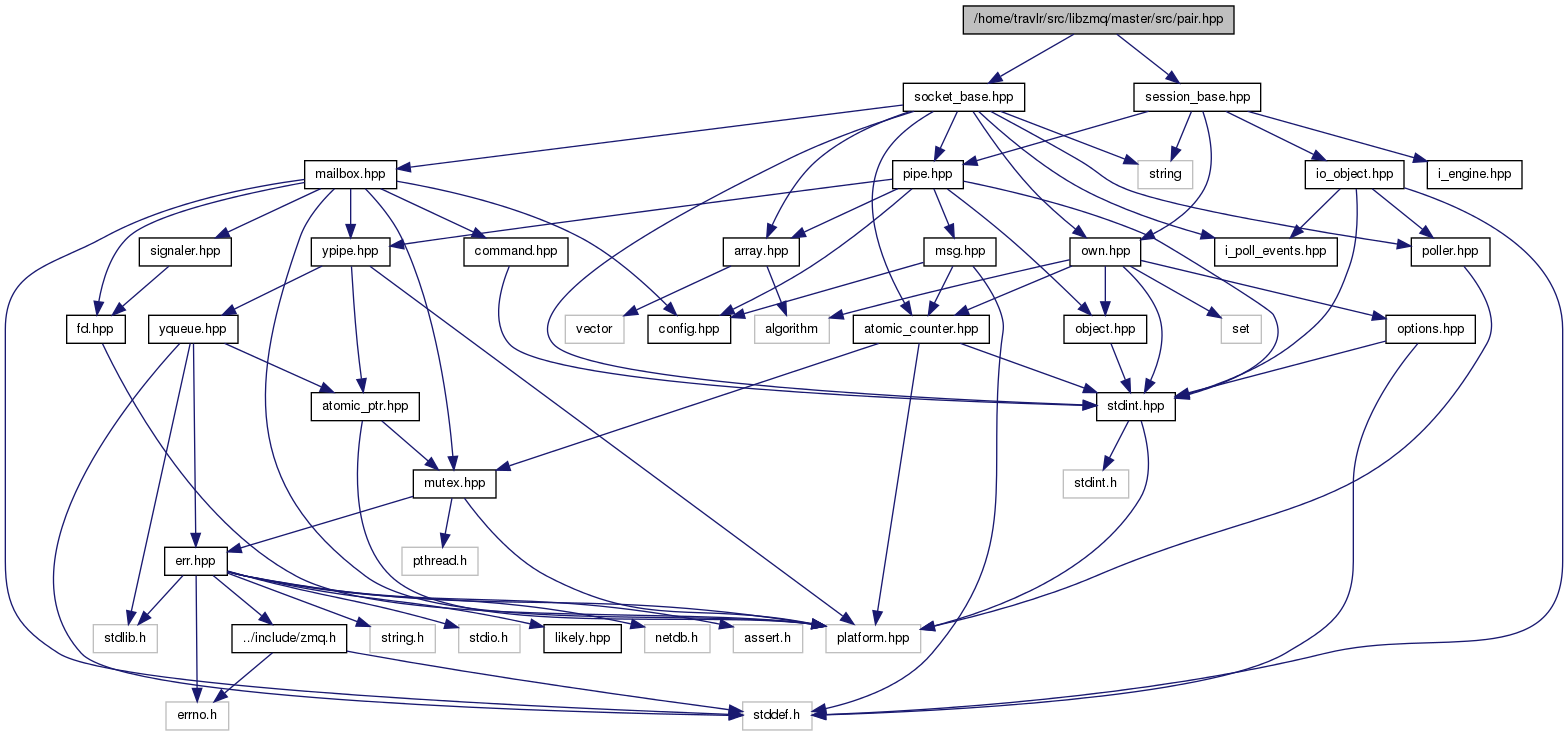 /home/travlr/src/libzmq/master/src/pair.hpp
socket_base.hpp
session_base.hpp
mailbox.hpp
pipe.hpp
string
io_object.hpp
i_engine.hpp
signaler.hpp
ypipe.hpp
command.hpp
array.hpp
msg.hpp
own.hpp
i_poll_events.hpp
poller.hpp
fd.hpp
yqueue.hpp
vector
config.hpp
algorithm
atomic_counter.hpp
object.hpp
set
options.hpp
atomic_ptr.hpp
stdint.hpp
mutex.hpp
stdint.h
err.hpp
pthread.h
stdlib.h
../include/zmq.h
string.h
stdio.h
likely.hpp
netdb.h
assert.h
platform.hpp
errno.h
stddef.h